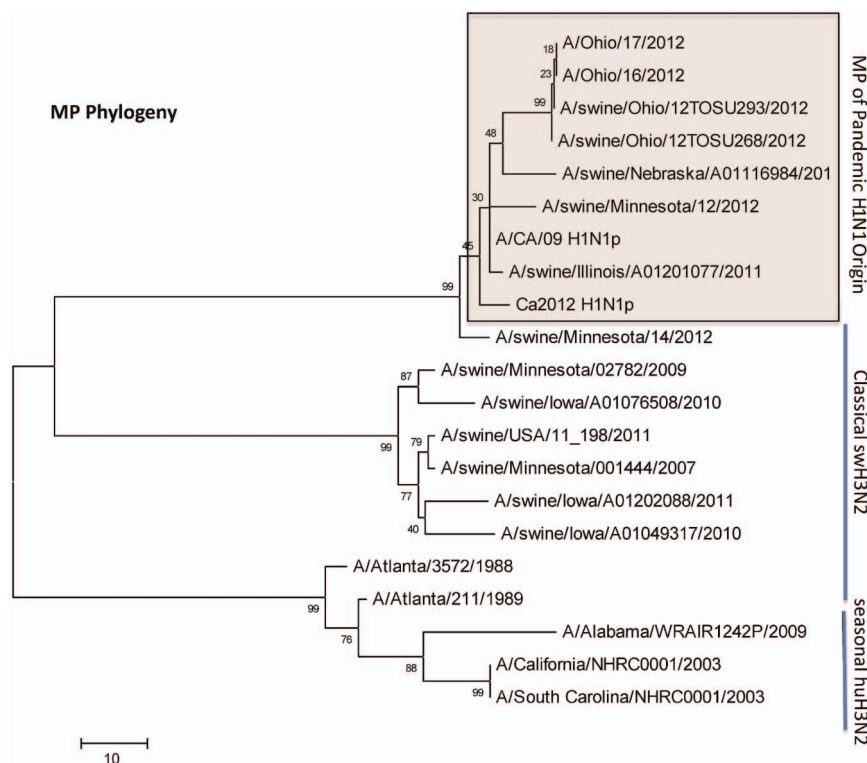 MP Phylogeny
18
A/Ohio/17/2012
23
A/Ohio/16/2012
99
A/swine/Ohio/12TOSU293/2012
A/swine/Ohio/12TOSU268/2012
48
A/swine/Nebraska/A01116984/201
30
A/swine/Minnesota/12/2012
A/CA/09 H1N1p
45
A/swine/Illinois/A01201077/2011
Ca2012 H1N1p
99
A/swine/Minnesota/14/2012
87
A/swine/Minnesota/02782/2009
A/swine/Iowa/A01076508/2010
99
79
A/swine/USA/11_198/2011
A/swine/Minnesota/001444/2007
77
A/swine/Iowa/A01202088/2011
40
A/swine/Iowa/A01049317/2010
A/Atlanta/3572/1988
99
A/Atlanta/211/1989
76
A/Alabama/WRAIR1242P/2009
88
A/California/NHRC0001/2003
99
A/South Carolina/NHRC0001/2003
10
MP of Pandemic H1N1 Origin
Classical swH3N2
seasonal huH3N2